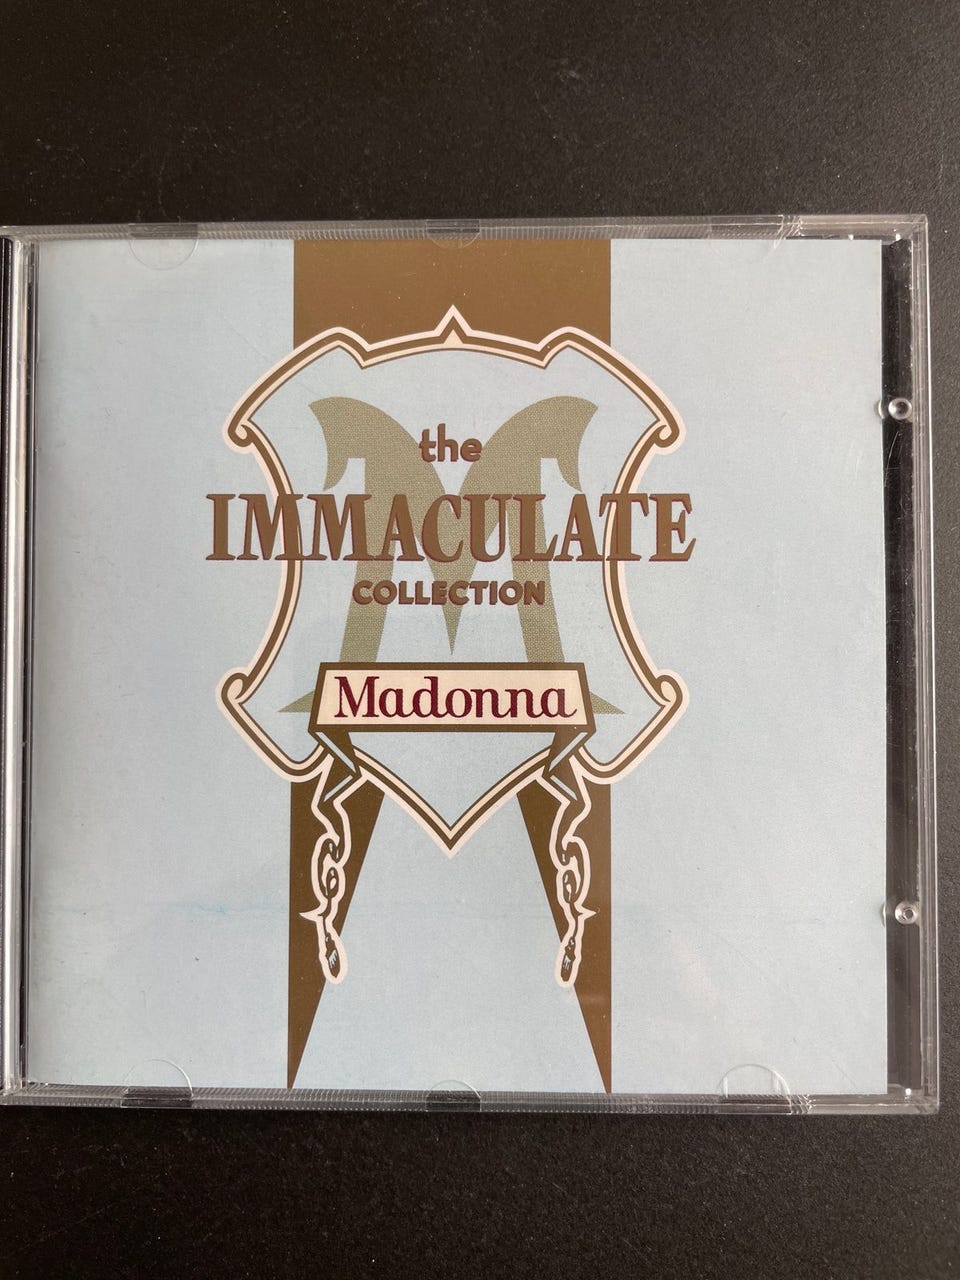 the
IMMACULATE
COLLECTION
Madonna